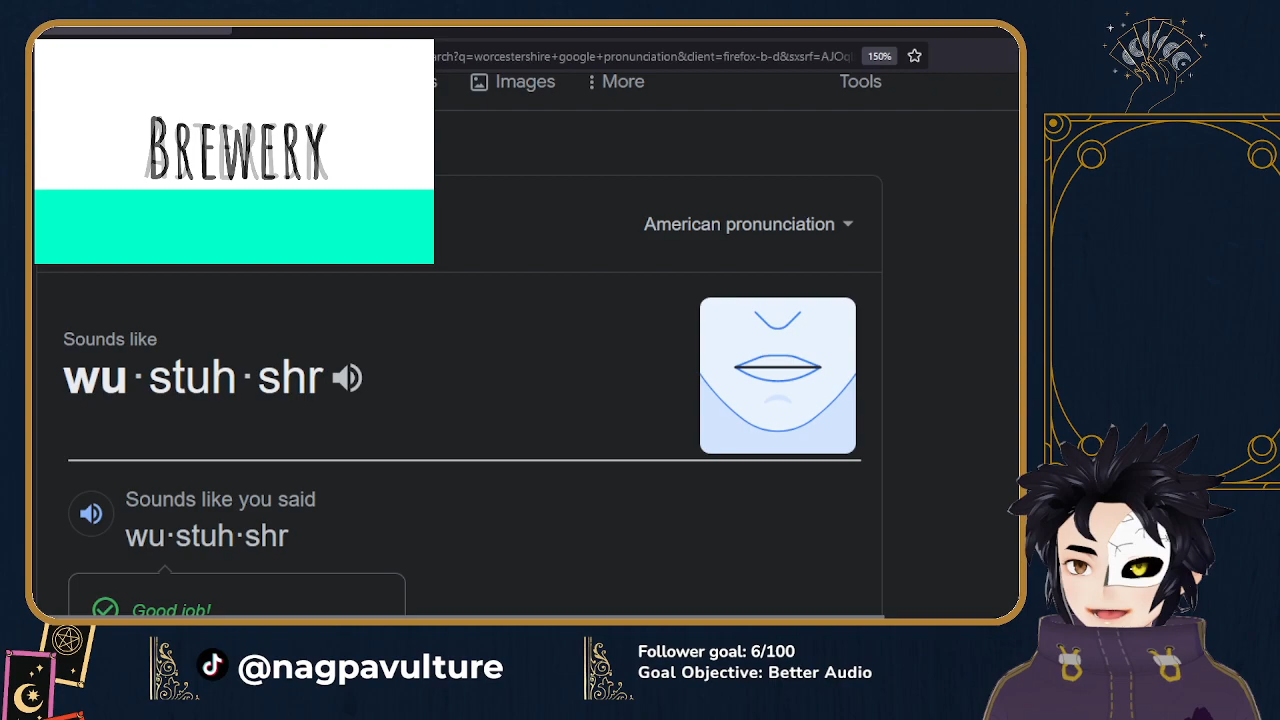 arch?q=worcestershire+google+pronunciation&client=firefox-b-d&sxsrf=AJOq
150%
Images
More
Tools
BREWERY
American pronunciation
Sounds like
wu·stuh·shr
Sounds like you said
wu·stuh·shr
Good job!
@nagpavulture
Follower goal: 6/100
Goal Objective: Better Audio